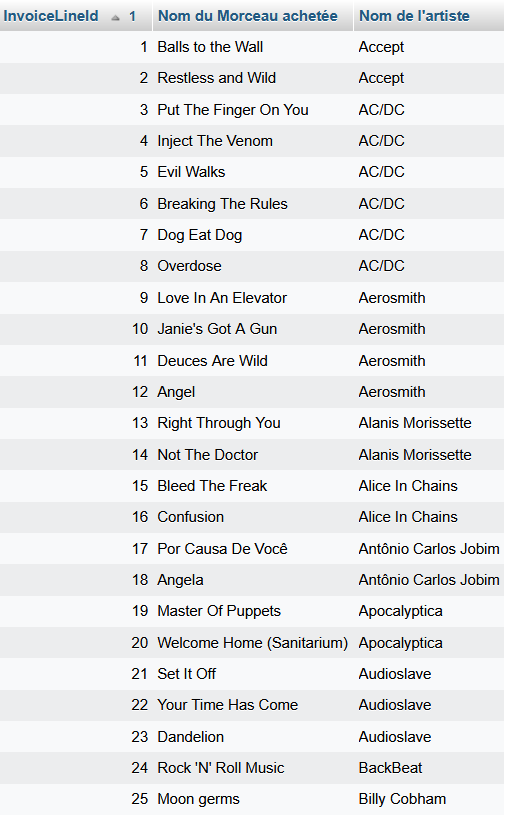 InvoiceLineId 1 Nom du Morceau achetée Nom de l'artiste
1 Balls to the Wall Accept
2 Restless and Wild Accept
3 Put The Finger On You AC/DC
4 Inject The Venom AC/DC
5 Evil Walks AC/DC
6 Breaking The Rules AC/DC
7 Dog Eat Dog AC/DC
8 Overdose AC/DC
9 Love In An Elevator Aerosmith
10 Janie's Got A Gun Aerosmith
11 Deuces Are Wild Aerosmith
12 Angel Aerosmith
13 Right Through You Alanis Morissette
14 Not The Doctor Alanis Morissette
15 Bleed The Freak Alice In Chains
16 Confusion Alice In Chains
17 Por Causa De Você Antônio Carlos Jobim
18 Angela Antônio Carlos Jobim
19 Master Of Puppets Apocalyptica
20 Welcome Home (Sanitarium) Apocalyptica
21 Set It Off Audioslave
22 Your Time Has Come Audioslave
23 Dandelion Audioslave
24 Rock 'N' Roll Music BackBeat
25 Moon germs Billy Cobham